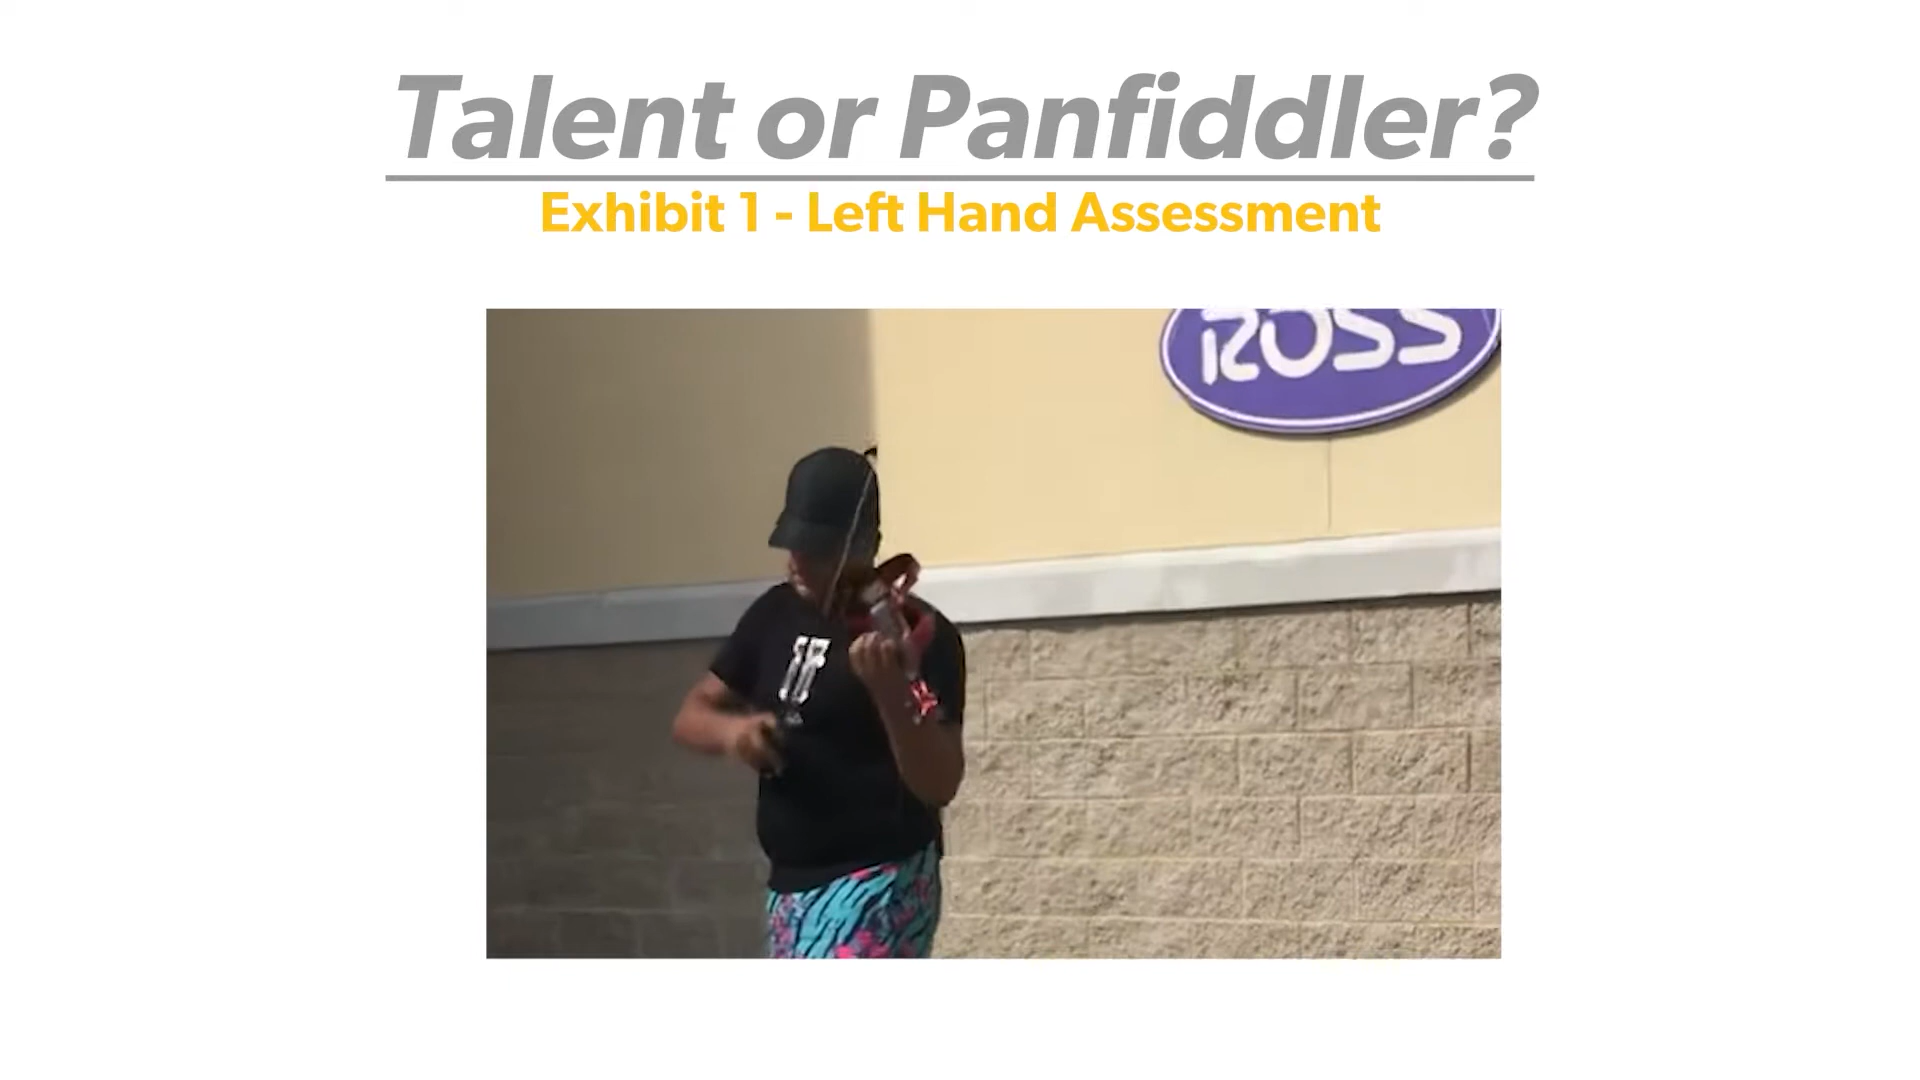 Talent or Panfiddler?
Exhibit 1 - Left Hand Assessment
ROSS